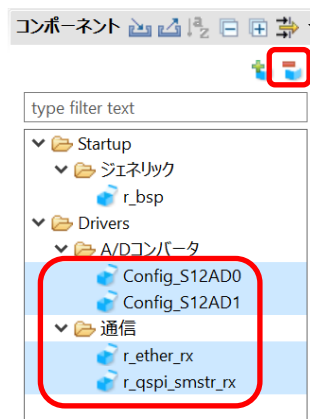 コンポーネント
type filter text
Startup
ジェネリック
r_bsp
Drivers
A/Dコンバータ
Config_S12AD0
Config_S12AD1
通信
r_ether_rx
r_qspi_smstr_rx